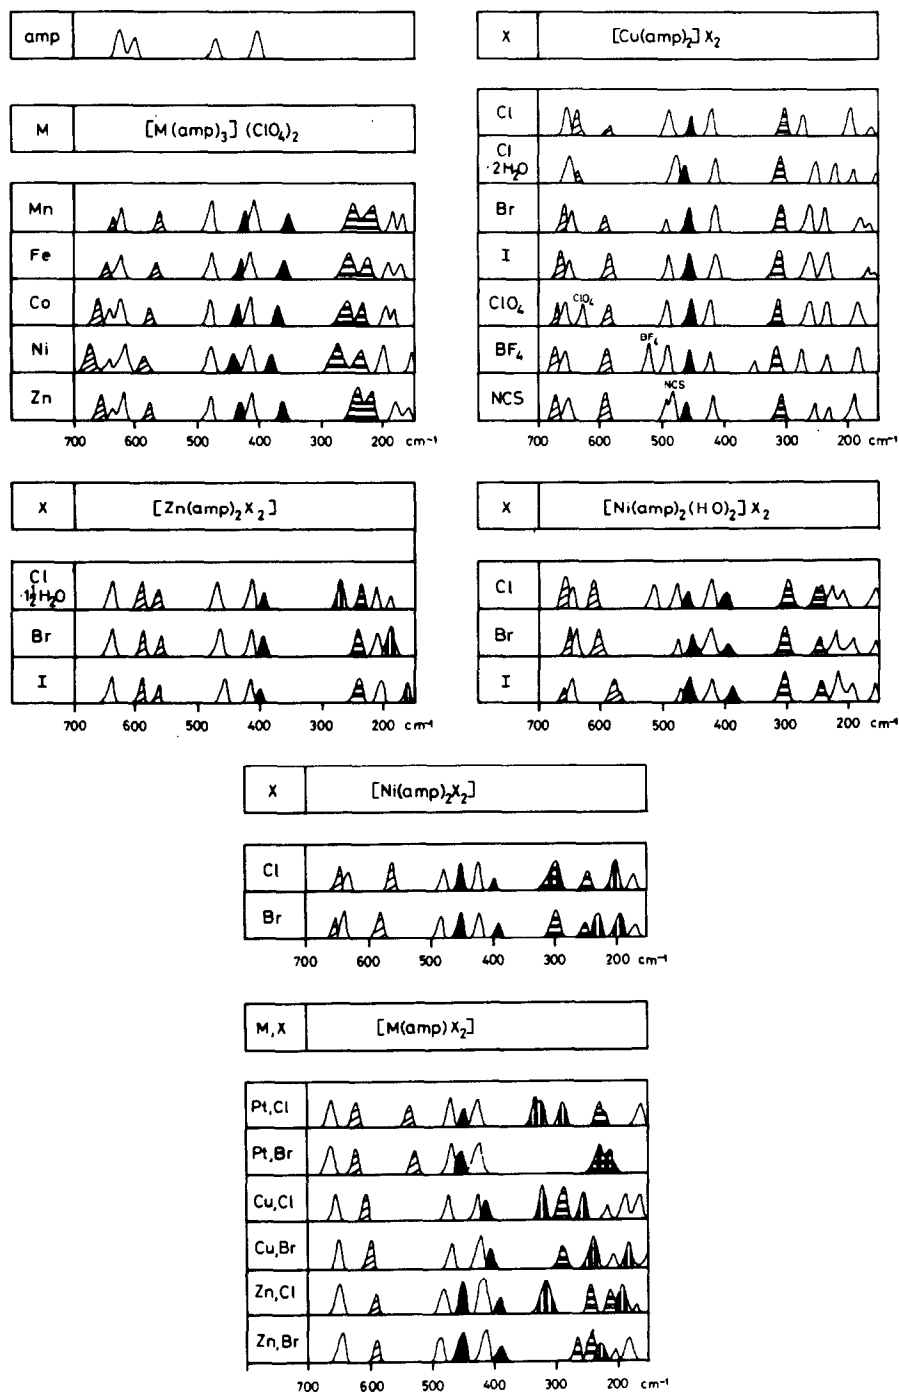 amp
M [M(amp)₃](ClO₄)₂
Mn
Fe
Co
Ni
Zn
700 600 500 400 300 200 cm⁻¹
X [Cu(amp)₂]X₂
Cl
Cl
·2H₂O
Br
I
ClO₄
ClO₄
BF₄
BF₄
NCS
NCS
700 600 500 400 300 200 cm⁻¹
X [Zn(amp)₂X₂]
Cl
·1½H₂O
Br
I
700 600 500 400 300 200 cm⁻¹
X [Ni(amp)₂(HO)₂]X₂
Cl
Br
I
700 600 500 400 300 200 cm⁻¹
X [Ni(amp)₂X₂]
Cl
Br
700 600 500 400 300 200 cm⁻¹
M,X [M(amp)X₂]
Pt,Cl
Pt,Br
Cu,Cl
Cu,Br
Zn,Cl
Zn,Br
700 600 500 400 300 200